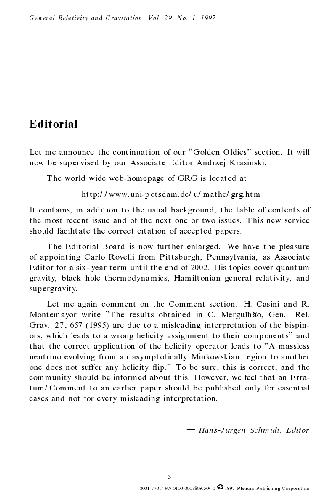 General Relativity and Gravitation, Vol. 29, No. 1, 1997
Editorial
Let me announce the continuation of our "Golden Oldies" section. It will
now be supervised by our Associate Editor Andrzej Krasinski.
The world wide web homepage of GRG is located at
http://www.uni-potsdam.de/u/mathe/grg.htm
It contains, in addition to the usual background, the table of contents of
the most recent issue and of the next one or two issues. This new service
should facilitate the correct citation of accepted papers.
The Editorial Board is now further enlarged. We have the pleasure
of appointing Carlo Rovelli from Pittsburgh, Pennsylvania, as Associate
Editor for a six-year term until the end of 2002. His topics cover quantum
gravity, black hole thermodynamics, Hamiltonian general relativity, and
supergravity.
Let me again comment on the Comment section. H. Casini and R.
Montemayor write "The results obtained in C. Mergulhão, Gen. Rel.
Grav. 27, 657 (1995) are due to a misleading interpretation of the bispin-
ors, which leads to a wrong helicity assignment to their components" and
that the correct application of the helicity operator leads to "A massless
neutrino evolving from an asymptotically Minkowskian region to another
one does not suffer any helicity flip." To be sure, this is correct, and the
community should be informed about this. However, we feel that an Erra-
tum/Comment to an earlier paper should be published only for essential
cases and not for every misleading interpretation.
— Hans-Jürgen Schmidt, Editor
Plenum Publishing Corporation